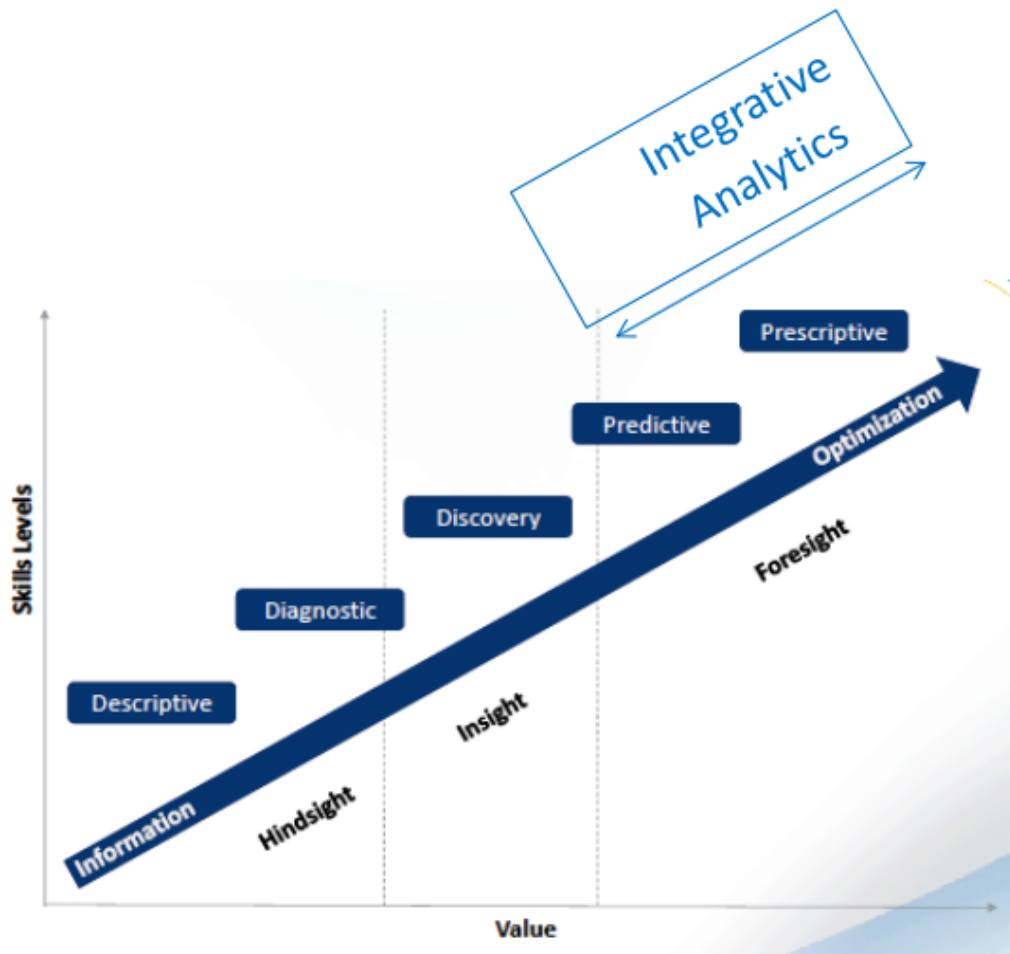 Integrative
Analytics
Prescriptive
Predictive
Optimization
Discovery
Foresight
Skills Levels
Diagnostic
Descriptive
Insight
Hindsight
Information
Value